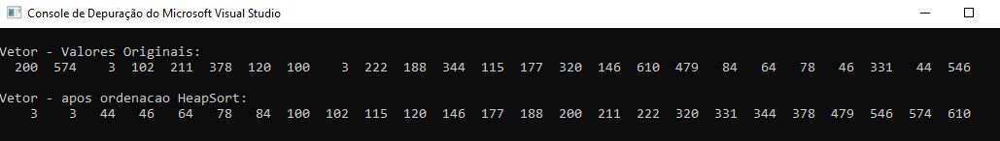 Console de Depuração do Microsoft Visual Studio
Vetor - Valores Originais:
200 574 3 102 211 378 120 100 3 222 188 344 115 177 320 146 610 479 84 64 78 46 331 44 546
Vetor - apos ordenacao HeapSort:
3 3 44 46 64 78 84 100 102 115 120 146 177 188 200 211 222 320 331 344 378 479 546 574 610